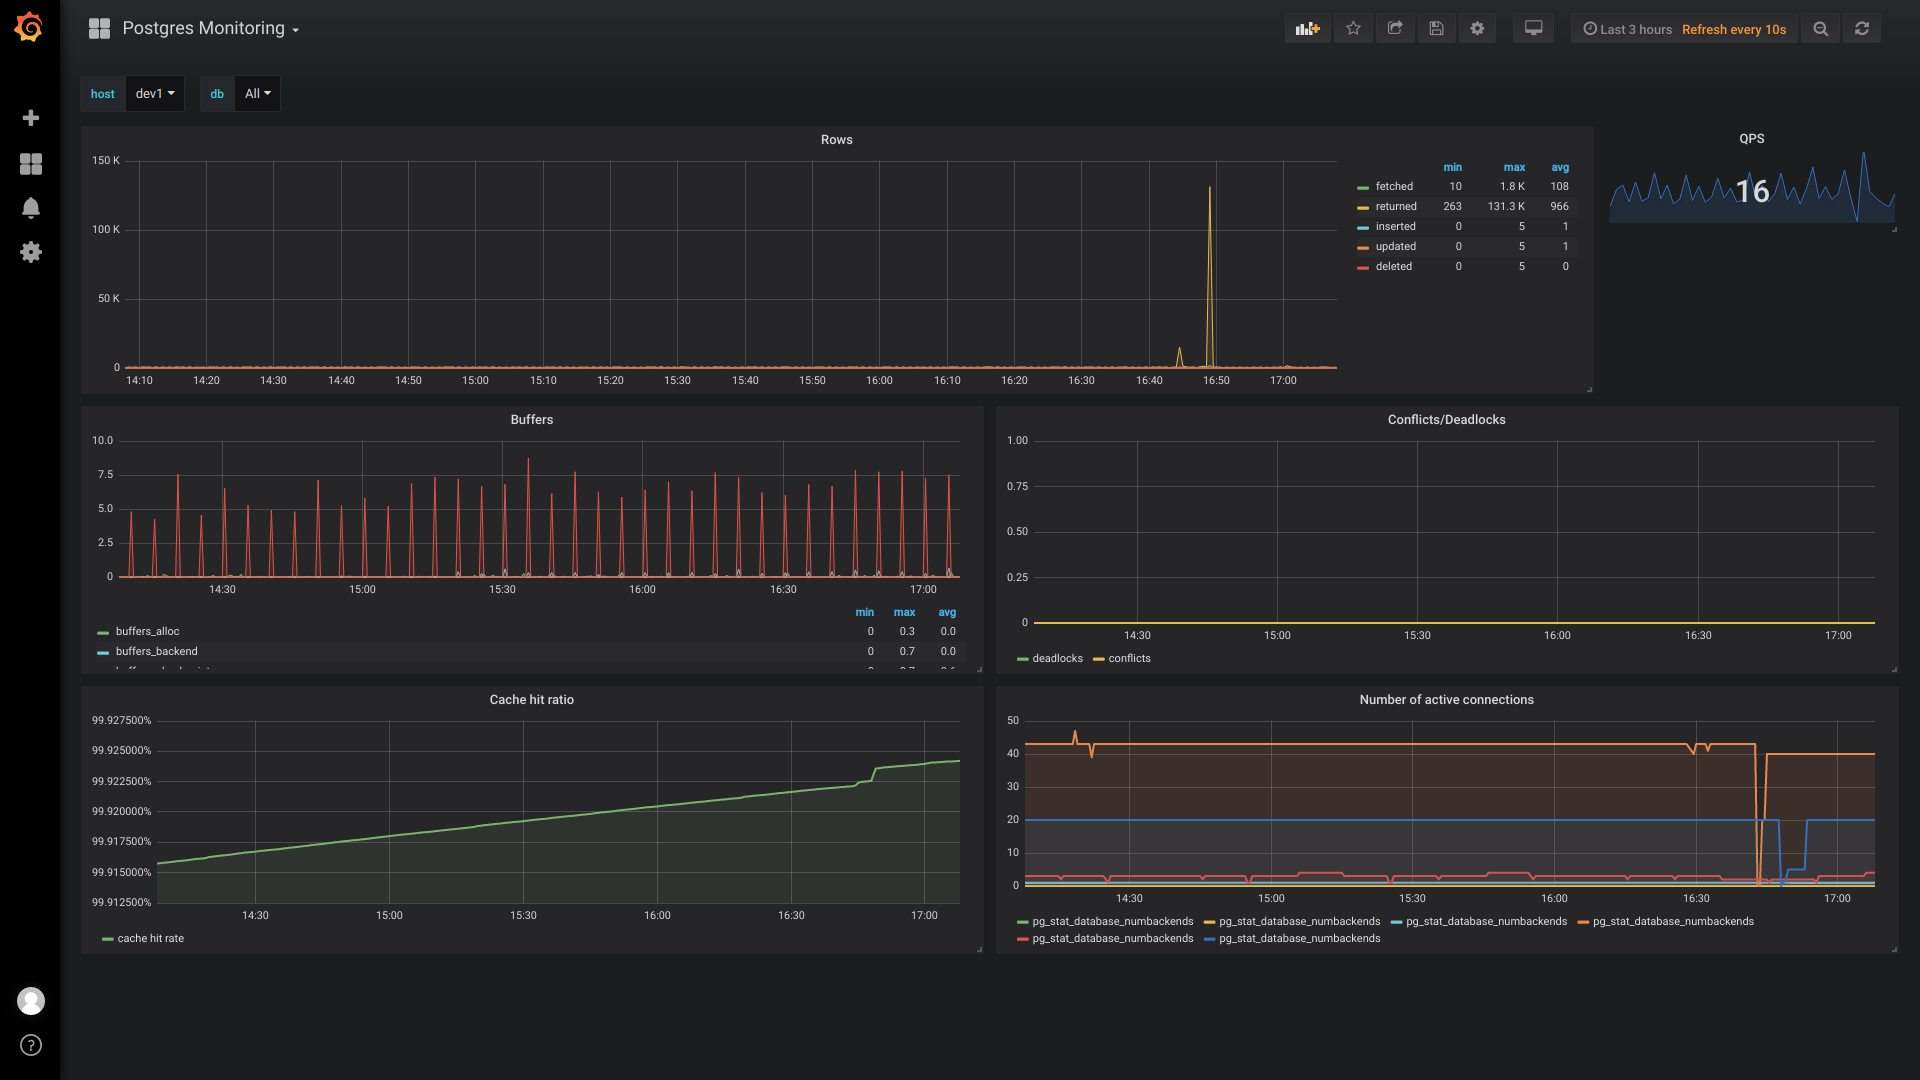 Postgres Monitoring
Last 3 hours Refresh every 10s
host dev1 db All
Rows
150 K
100 K
50 K
0
14:10 14:20 14:30 14:40 14:50 15:00 15:10 15:20 15:30 15:40 15:50 16:00 16:10 16:20 16:30 16:40 16:50 17:00
min max avg
fetched 10 1.8 K 108
returned 263 131.3 K 966
inserted 0 5 1
updated 0 5 1
deleted 0 5 0
QPS
16
Buffers
10.0
7.5
5.0
2.5
0
14:30 15:00 15:30 16:00 16:30 17:00
min max avg
buffers_alloc 0 0.3 0.0
buffers_backend 0 0.7 0.0
Conflicts/Deadlocks
1.00
0.75
0.50
0.25
0
14:30 15:00 15:30 16:00 16:30 17:00
deadlocks conflicts
Cache hit ratio
99.927500%
99.925000%
99.922500%
99.920000%
99.917500%
99.915000%
99.912500%
14:30 15:00 15:30 16:00 16:30 17:00
cache hit rate
Number of active connections
50
40
30
20
10
0
14:30 15:00 15:30 16:00 16:30 17:00
pg_stat_database_numbackends pg_stat_database_numbackends pg_stat_database_numbackends pg_stat_database_numbackends
pg_stat_database_numbackends pg_stat_database_numbackends
?